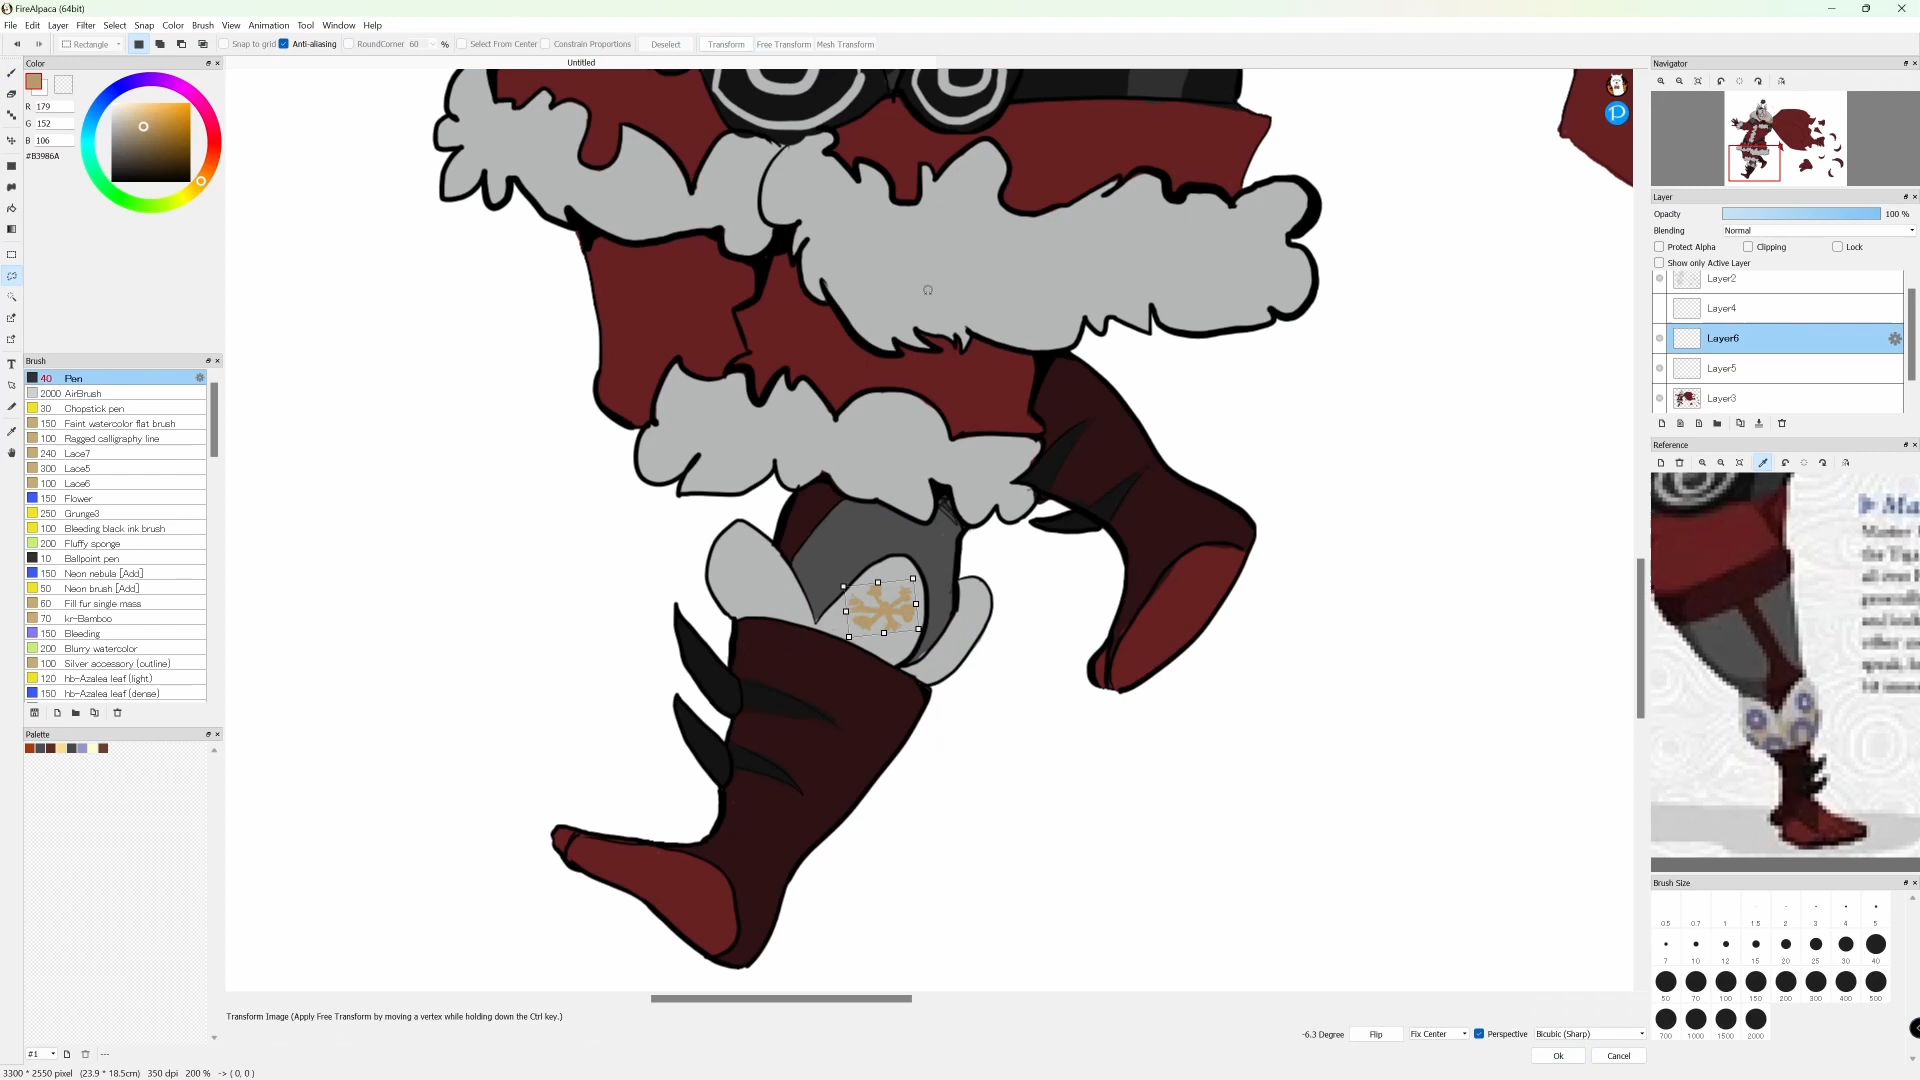 FireAlpaca (64bit)
File Edit Layer Filter Select Snap Color Brush View Animation Tool Window Help
Rectangle Snap to grid Anti-aliasing RoundCorner 60 % Select From Center Constrain Proportions Deselect Transform Free Transform Mesh Transform
Color
Untitled
Navigator
R 179
G 152
B 106
#B3986A
Layer
Opacity 100 %
Blending Normal
Protect Alpha Clipping Lock
Show only Active Layer
Layer2
Layer4
Layer6
Layer5
Layer3
Brush
40 Pen
2000 AirBrush
30 Chopstick pen
150 Faint watercolor flat brush
100 Ragged calligraphy line
240 Lace7
300 Lace5
100 Lace6
150 Flower
250 Grunge3
100 Bleeding black ink brush
200 Fluffy sponge
10 Ballpoint pen
150 Neon nebula [Add]
50 Neon brush [Add]
60 Fill fur single mass
70 kr-Bamboo
150 Bleeding
200 Blurry watercolor
100 Silver accessory (outline)
120 hb-Azalea leaf (light)
150 hb-Azalea leaf (dense)
Reference
Palette
Brush Size
0.5 0.7 1 1.5 2 3 4 5
7 10 12 15 20 25 30 40
50 70 100 150 200 300 400 500
700 1000 1500 2000
Transform Image (Apply Free Transform by moving a vertex while holding down the Ctrl key.)
-6.3 Degree Flip Fix Center Perspective Bicubic (Sharp)
Ok Cancel
#1 ---
3300 * 2550 pixel (23.9 * 18.5cm) 350 dpi 200 % -> ( 0, 0 )